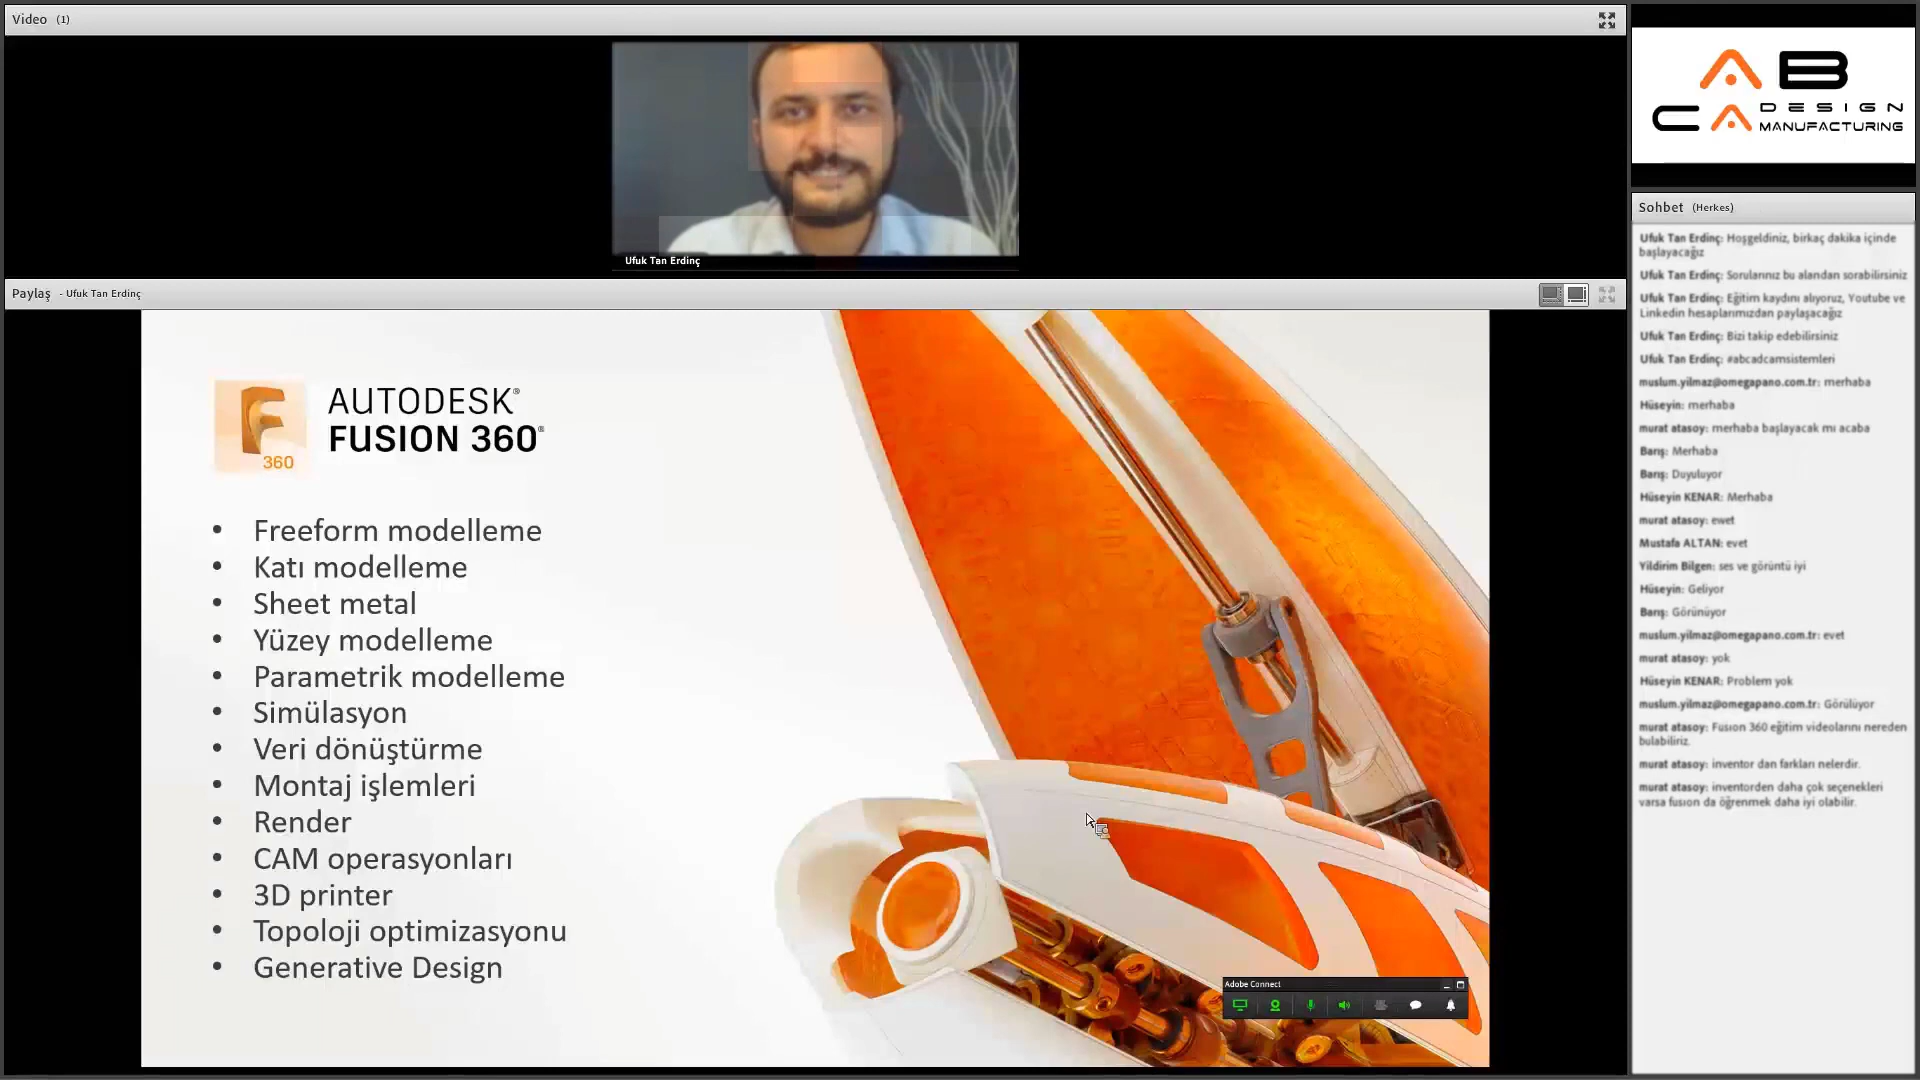 Video (1)
Ufuk Tan Erdinç
Paylaş - Ufuk Tan Erdinç
AUTODESK®
FUSION 360®
360
• Freeform modelleme
• Katı modelleme
• Sheet metal
• Yüzey modelleme
• Parametrik modelleme
• Simülasyon
• Veri dönüştürme
• Montaj işlemleri
• Render
• CAM operasyonları
• 3D printer
• Topoloji optimizasyonu
• Generative Design
Adobe Connect
AB
CA DESIGN
MANUFACTURING
Sohbet (Herkes)
Ufuk Tan Erdinç: Hoşgeldiniz, birkaç dakika içinde
başlayacağız
Ufuk Tan Erdinç: Sorularınız bu alandan sorabilirsiniz
Ufuk Tan Erdinç: Eğitim kaydını alıyoruz, Youtube ve
Linkedin hesaplarımızdan paylaşacağız
Ufuk Tan Erdinç: Bizi takip edebilirsiniz
Ufuk Tan Erdinç: #abcadcamsistemleri
muslum.yilmaz@omegapano.com.tr: merhaba
Hüseyin: merhaba
murat atasoy: merhaba başlayacak mı acaba
Barış: Merhaba
Barış: Duyuluyor
Hüseyin KENAR: Merhaba
murat atasoy: ewet
Mustafa ALTAN: evet
Yildirim Bilgen: ses ve görüntü iyi
Hüseyin: Geliyor
Barış: Görünüyor
muslum.yilmaz@omegapano.com.tr: evet
murat atasoy: yok
Hüseyin KENAR: Problem yok
muslum.yilmaz@omegapano.com.tr: Görülüyor
murat atasoy: Fusıon 360 eğitim videolarını nereden
bulabiliriz.
murat atasoy: inventor dan farkları nelerdir.
murat atasoy: inventorden daha çok seçenekleri
varsa fusıon da öğrenmek daha iyi olabilir.